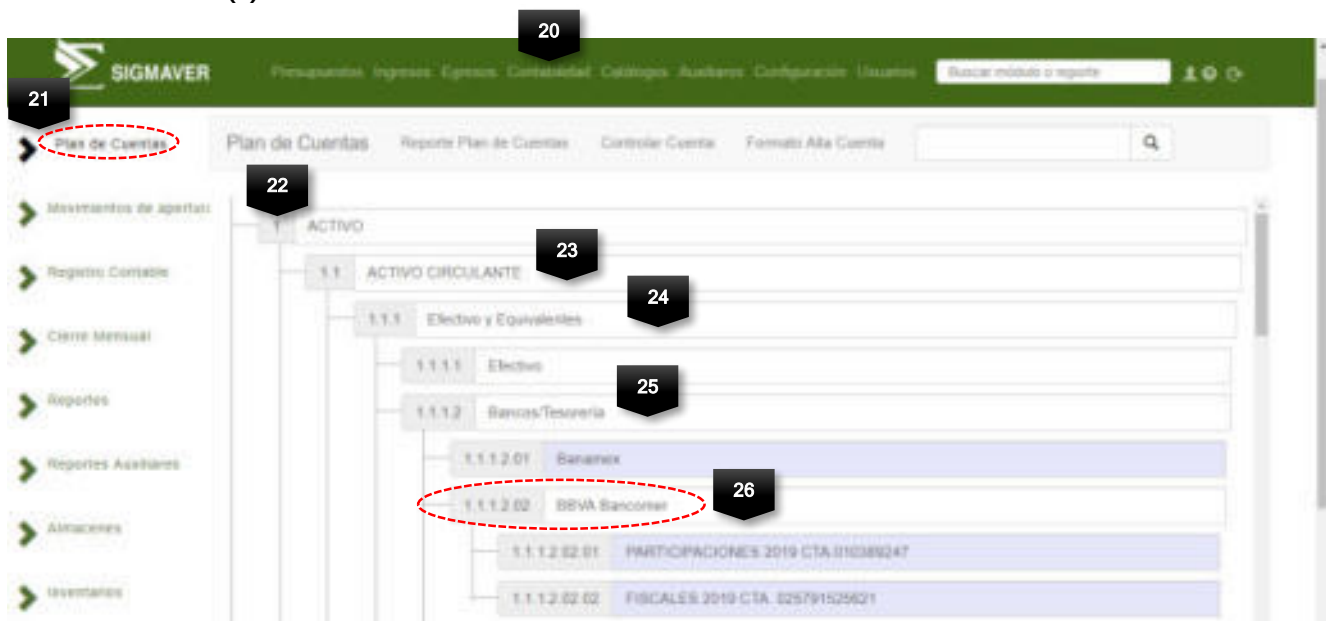 20
SIGMAVER
Presupuestos Ingresos Egresos Contabilidad Catálogos Auxiliares Configuración Usuarios Buscar módulo o reporte
21
Plan de Cuentas
Plan de Cuentas Reporte Plan de Cuentas Controlar Cuenta Formato Alta Cuenta
22
Movimientos de apertura
1 ACTIVO
23
Registro Contable
1.1 ACTIVO CIRCULANTE
24
1.1.1 Efectivo y Equivalentes
Cierre Mensual
1.1.1.1 Efectivo
25
Reportes
1.1.1.2 Bancos/Tesorería
Reportes Auxiliares
1.1.1.2.01 Banamex
26
1.1.1.2.02 BBVA Bancomer
Almacenes
1.1.1.2.02.01 PARTICIPACIONES 2019 CTA.010389247
Inventarios
1.1.1.2.02.02 FISCALES 2019 CTA. 025791525621